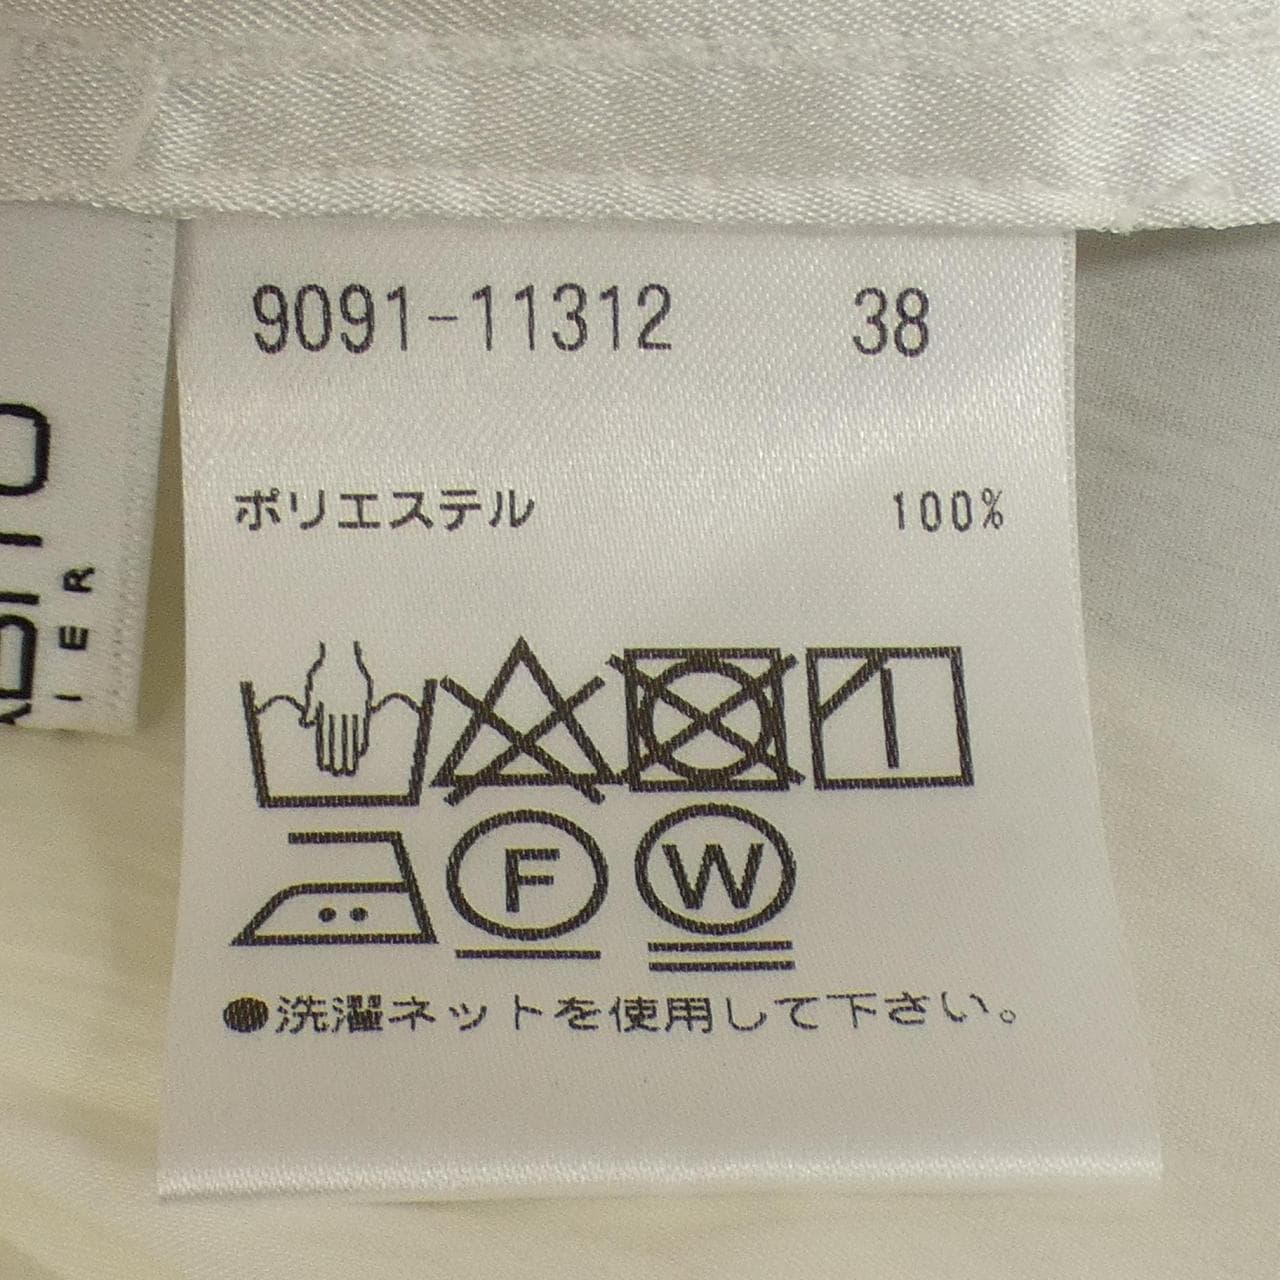 9091-11312 38
ポリエステル 100%
F W
●洗濯ネットを使用して下さい。
I E R